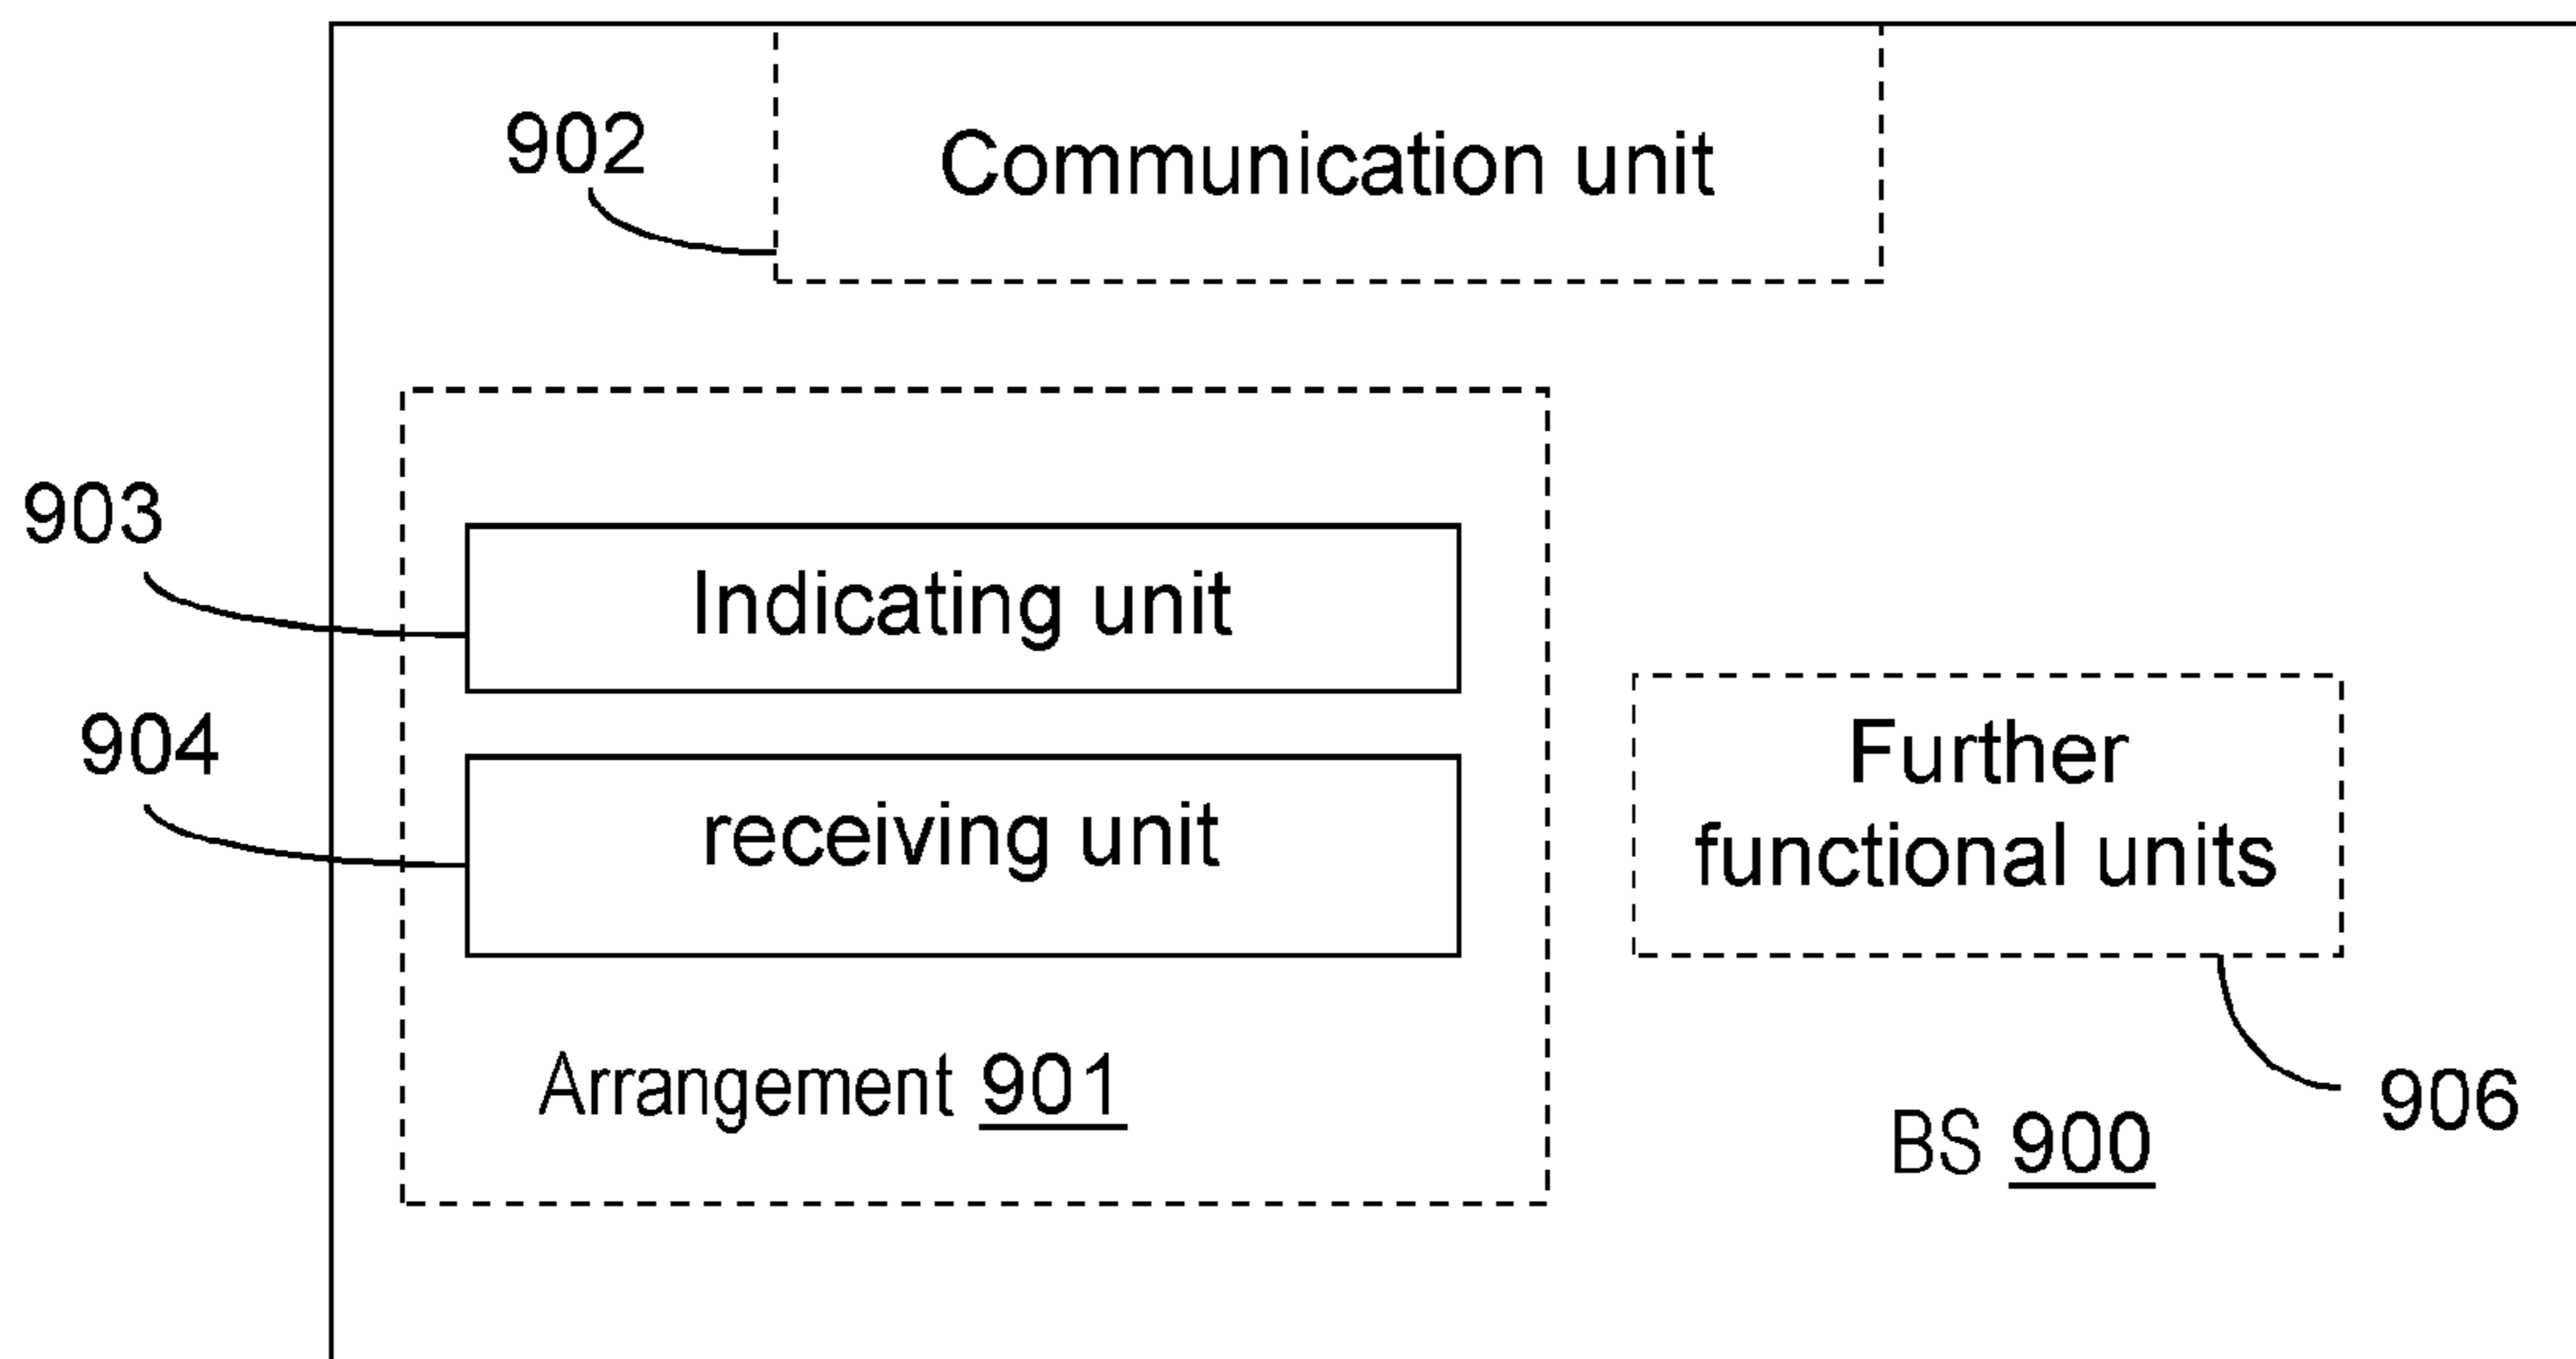 902
Communication unit
903
Indicating unit
904
receiving unit
Further
functional units
Arrangement 901
906
BS 900